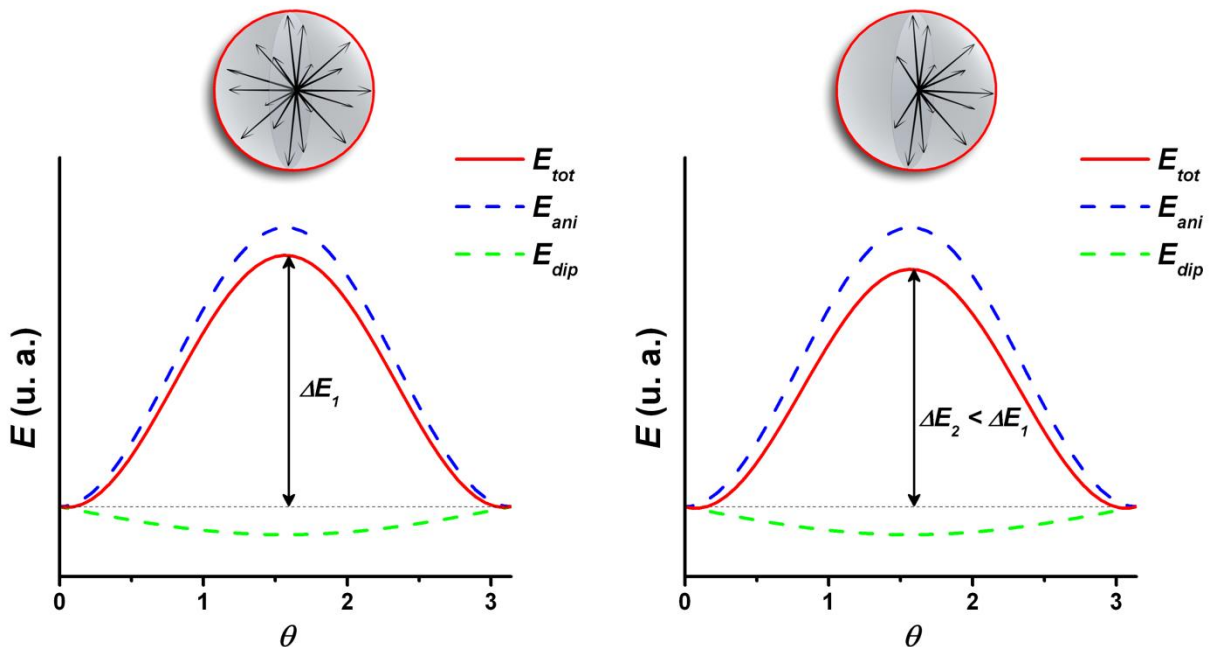 E_tot
E_ani
E_dip
E (u. a.)
ΔE_1
0 1 2 3
θ
E_tot
E_ani
E_dip
E (u. a.)
ΔE_2 < ΔE_1
0 1 2 3
θ